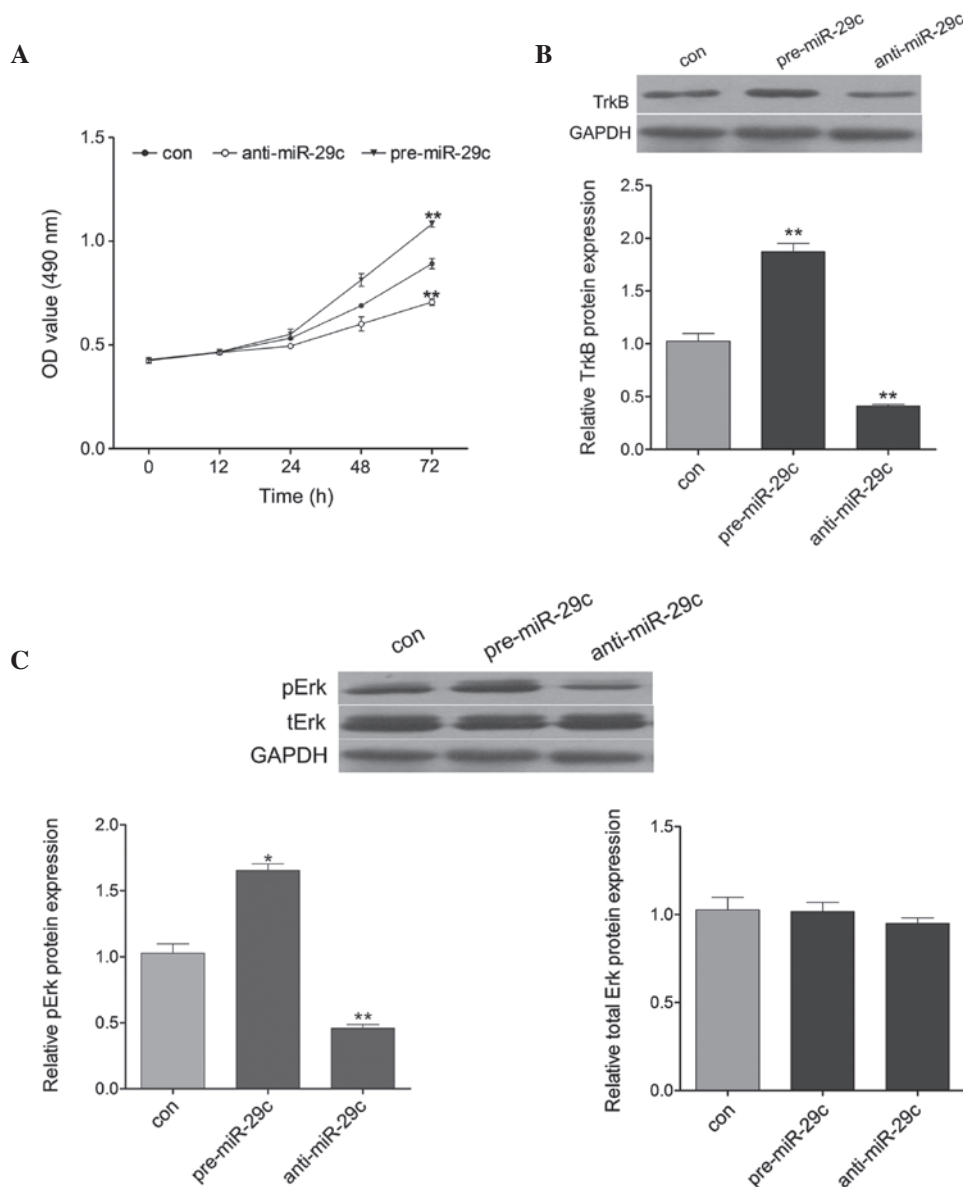 A
1.5
con anti-miR-29c pre-miR-29c
**
1.0
**
0.5
0.0
0 12 24 48 72
Time (h)
OD value (490 nm)
B
con pre-miR-29c anti-miR-29c
TrkB
GAPDH
2.5
**
2.0
1.5
1.0
**
0.5
0.0
con pre-miR-29c anti-miR-29c
Relative TrkB protein expression
C
con pre-miR-29c anti-miR-29c
pErk
tErk
GAPDH
2.0
*
1.5
1.0
**
0.5
0.0
con pre-miR-29c anti-miR-29c
Relative pErk protein expression
1.5
1.0
0.5
0.0
con pre-miR-29c anti-miR-29c
Relative total Erk protein expression